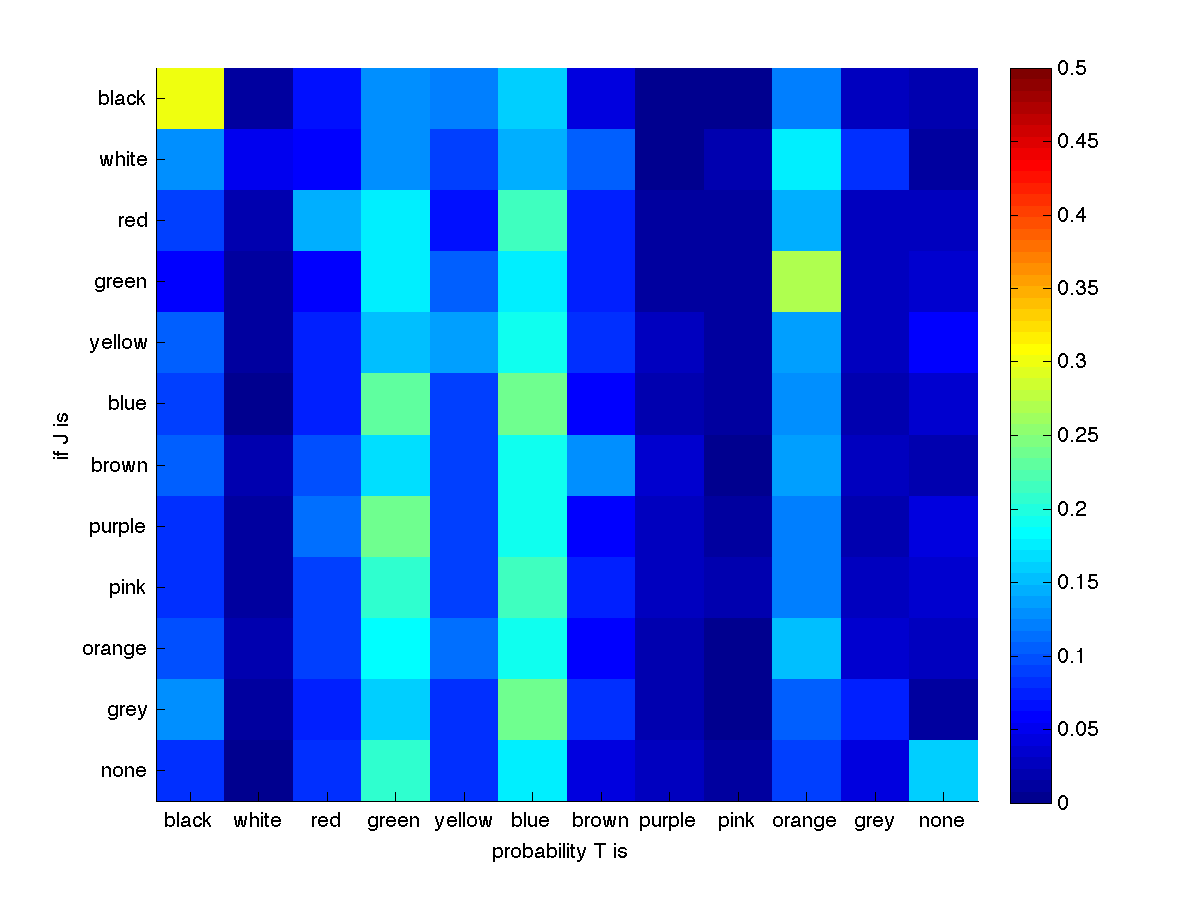 black
white
red
green
yellow
blue
brown
purple
pink
orange
grey
none
if J is
black white red green yellow blue brown purple pink orange grey none
probability T is
0.5
0.45
0.4
0.35
0.3
0.25
0.2
0.15
0.1
0.05
0